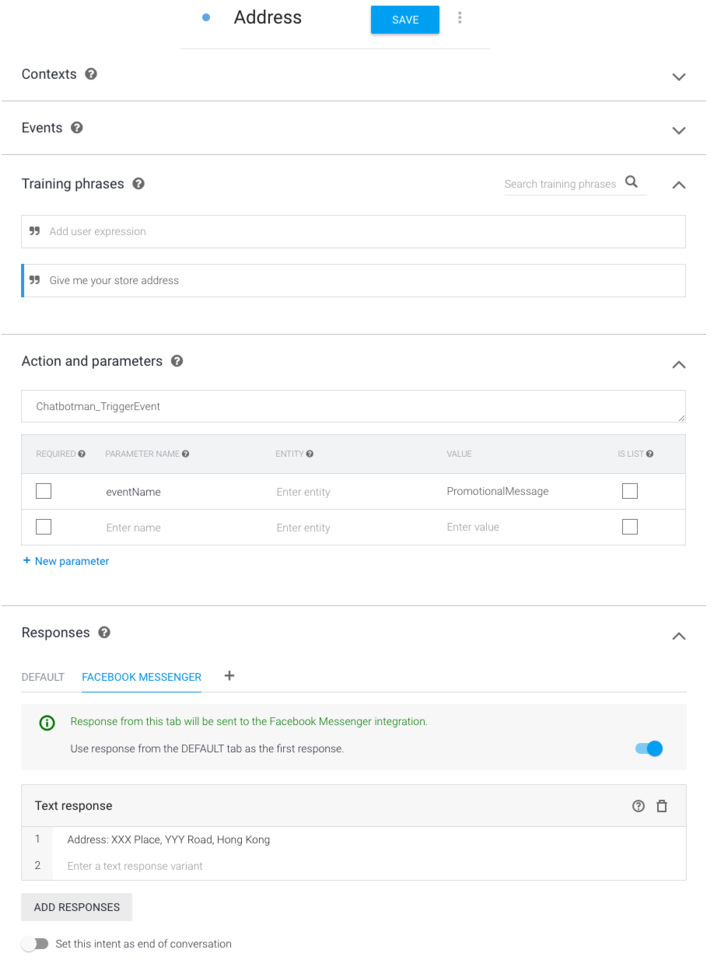 Address
SAVE
Contexts
Events
Training phrases
Search training phrases
Add user expression
Give me your store address
Action and parameters
Chatbotman_TriggerEvent
REQUIRED PARAMETER NAME ENTITY VALUE IS LIST
eventName Enter entity PromotionalMessage
Enter name Enter entity Enter value
+ New parameter
Responses
DEFAULT FACEBOOK MESSENGER +
Response from this tab will be sent to the Facebook Messenger integration.
Use response from the DEFAULT tab as the first response.
Text response
1 Address: XXX Place, YYY Road, Hong Kong
2 Enter a text response variant
ADD RESPONSES
Set this intent as end of conversation